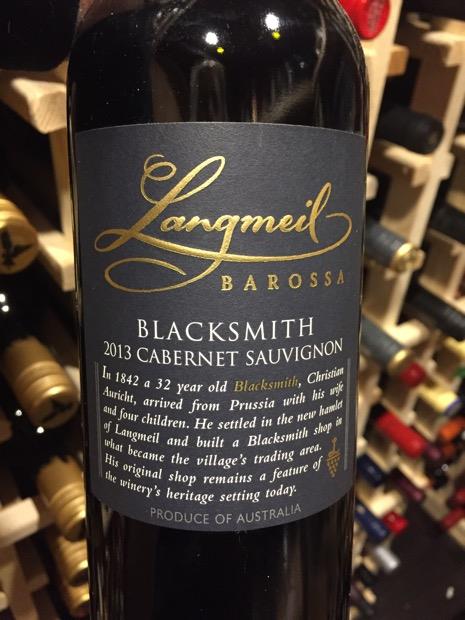 Langmeil
BAROSSA
BLACKSMITH
2013 CABERNET SAUVIGNON
In 1842 a 32 year old Blacksmith, Christian
Auricht, arrived from Prussia with his wife
and four children. He settled in the new hamlet
of Langmeil and built a Blacksmith shop in
what became the village's trading area.
His original shop remains a feature of
the winery's heritage setting today.
PRODUCE OF AUSTRALIA